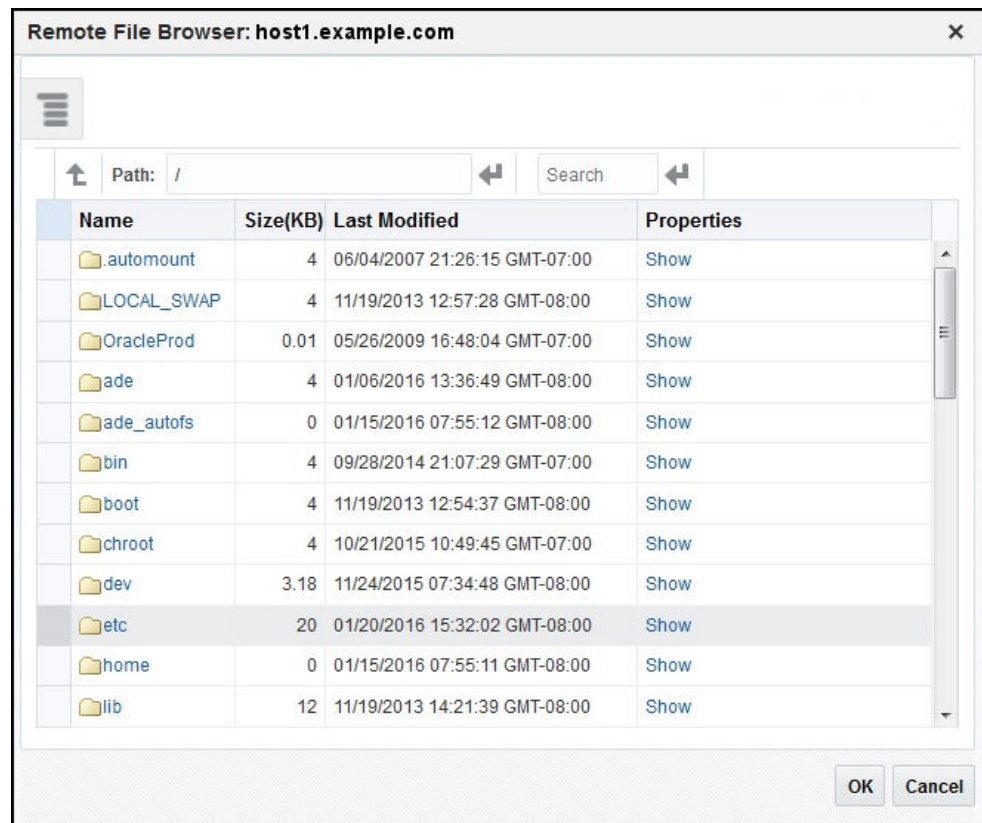 Remote File Browser: host1.example.com
Path: / Search
Name Size(KB) Last Modified Properties
.automount 4 06/04/2007 21:26:15 GMT-07:00 Show
LOCAL_SWAP 4 11/19/2013 12:57:28 GMT-08:00 Show
OracleProd 0.01 05/26/2009 16:48:04 GMT-07:00 Show
ade 4 01/06/2016 13:36:49 GMT-08:00 Show
ade_autofs 0 01/15/2016 07:55:12 GMT-08:00 Show
bin 4 09/28/2014 21:07:29 GMT-07:00 Show
boot 4 11/19/2013 12:54:37 GMT-08:00 Show
chroot 4 10/21/2015 10:49:45 GMT-07:00 Show
dev 3.18 11/24/2015 07:34:48 GMT-08:00 Show
etc 20 01/20/2016 15:32:02 GMT-08:00 Show
home 0 01/15/2016 07:55:11 GMT-08:00 Show
lib 12 11/19/2013 14:21:39 GMT-08:00 Show
OK Cancel